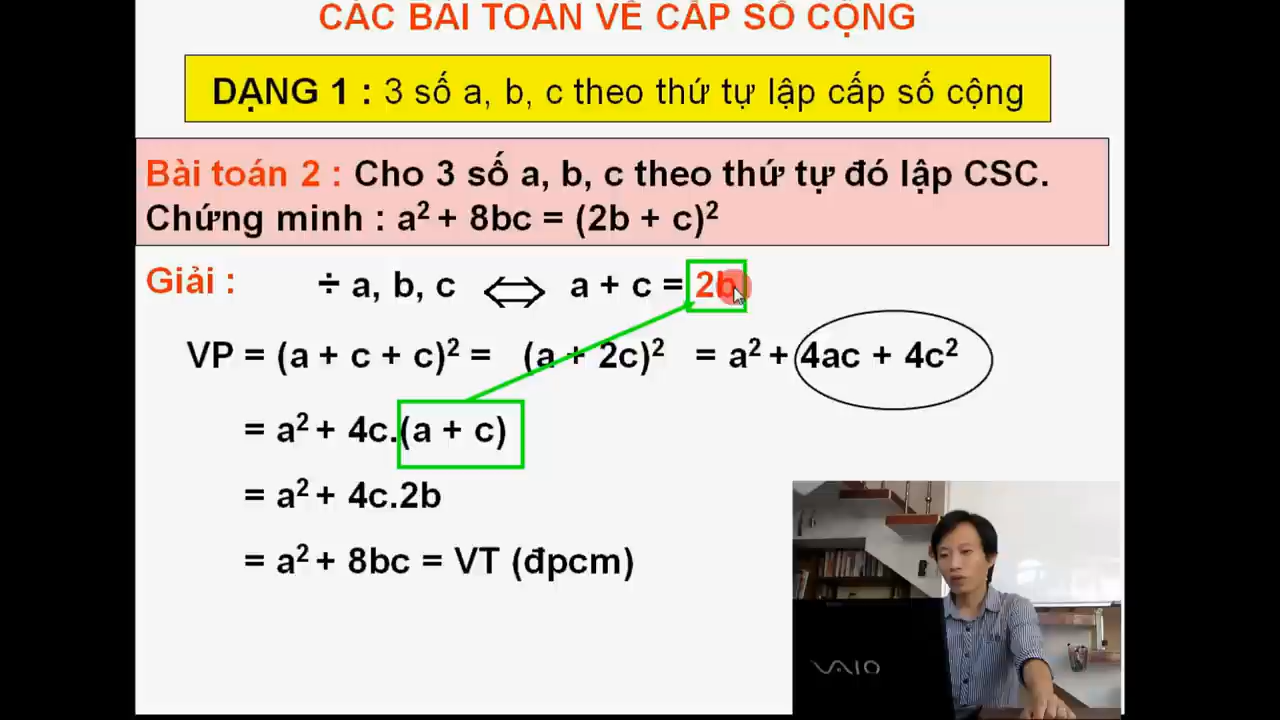 CÁC BÀI TOÁN VỀ CẤP SỐ CỘNG
DẠNG 1 : 3 số a, b, c theo thứ tự lập cấp số cộng
Bài toán 2 : Cho 3 số a, b, c theo thứ tự đó lập CSC.
Chứng minh : a² + 8bc = (2b + c)²
Giải : ÷ a, b, c ⇔ a + c = 2b
VP = (a + c + c)² = (a + 2c)² = a² + 4ac + 4c²
= a² + 4c.(a + c)
= a² + 4c.2b
= a² + 8bc = VT (đpcm)
VAIO